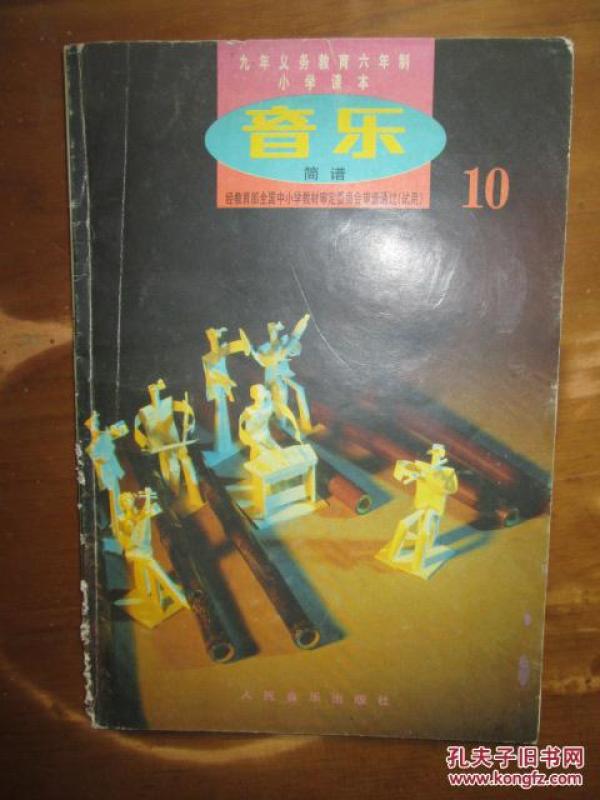 九年义务教育六年制
小学课本
音乐
简谱
经教育部全国中小学教材审定委员会审查通过(试用)
10
人民音乐出版社
孔夫子旧书网
www.kongfz.com